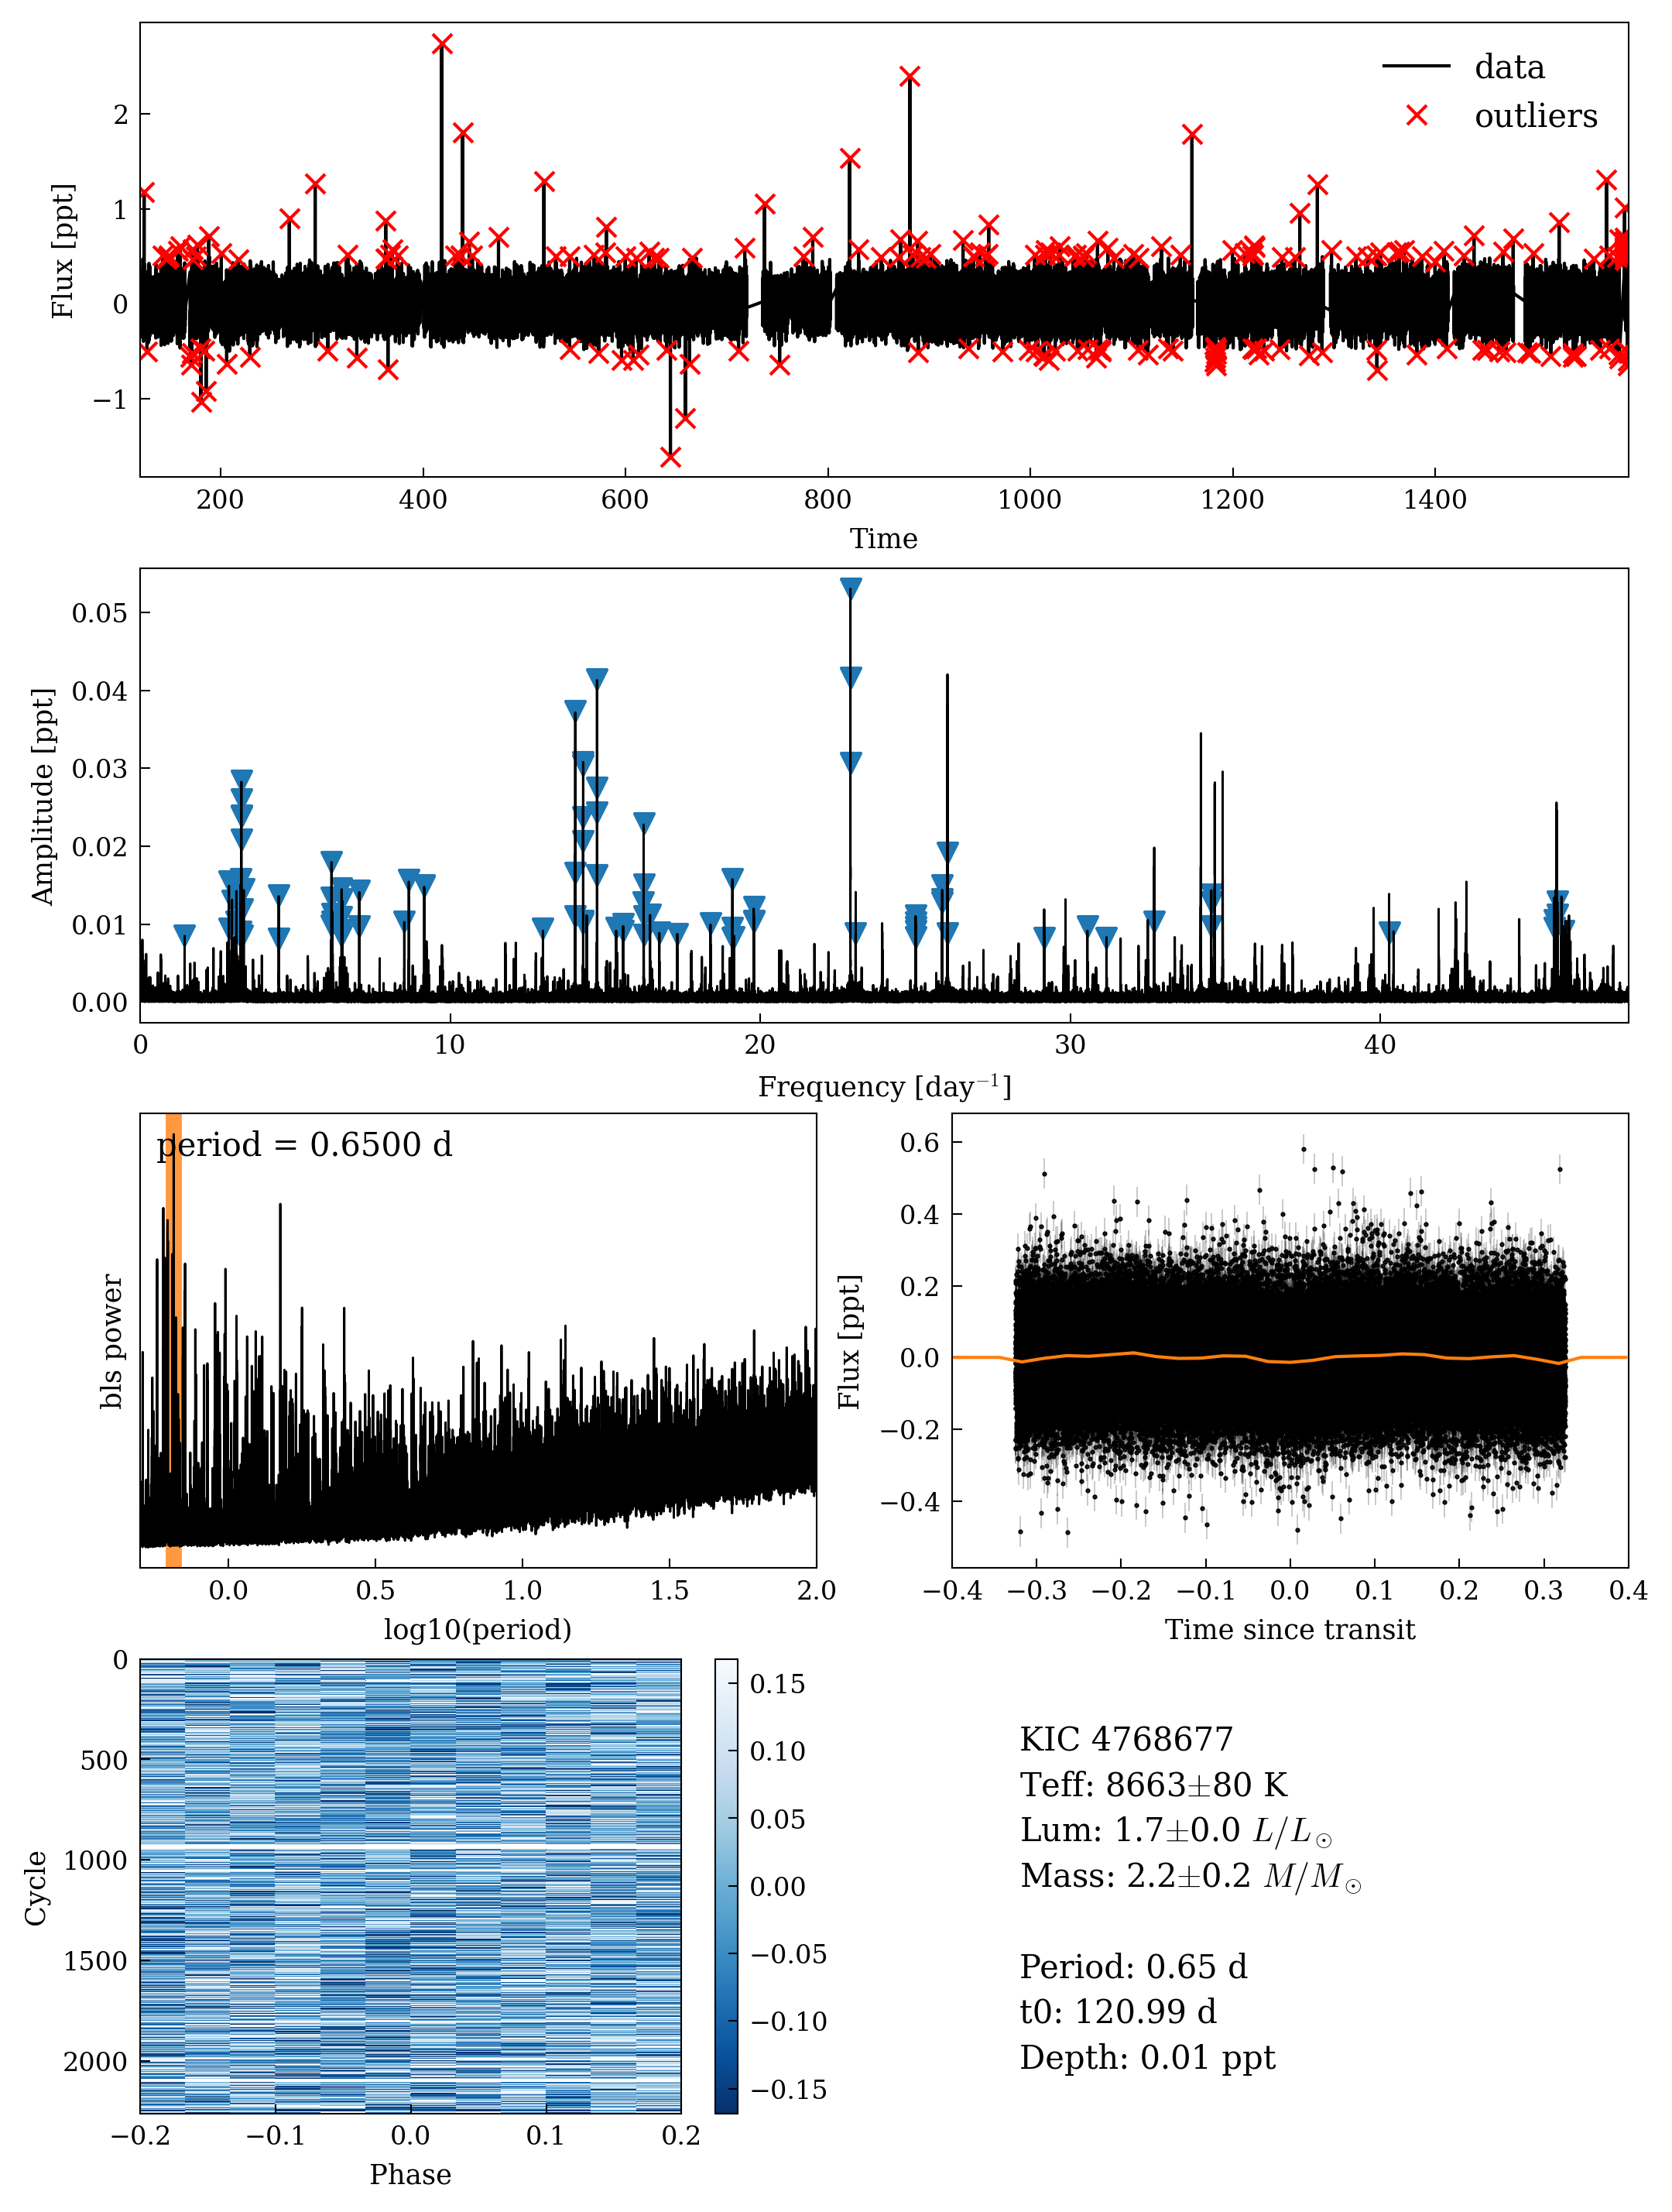 data
outliers
2
1
0
−1
Flux [ppt]
200 400 600 800 1000 1200 1400
Time
0.05
0.04
0.03
0.02
0.01
0.00
Amplitude [ppt]
0 10 20 30 40
Frequency [day⁻¹]
period = 0.6500 d
bls power
0.0 0.5 1.0 1.5 2.0
log10(period)
0.6
0.4
0.2
0.0
−0.2
−0.4
Flux [ppt]
−0.4 −0.3 −0.2 −0.1 0.0 0.1 0.2 0.3 0.4
Time since transit
0
500
1000
1500
2000
Cycle
−0.2 −0.1 0.0 0.1 0.2
Phase
0.15
0.10
0.05
0.00
−0.05
−0.10
−0.15
KIC 4768677
Teff: 8663±80 K
Lum: 1.7±0.0 L/L⊙
Mass: 2.2±0.2 M/M⊙
Period: 0.65 d
t0: 120.99 d
Depth: 0.01 ppt